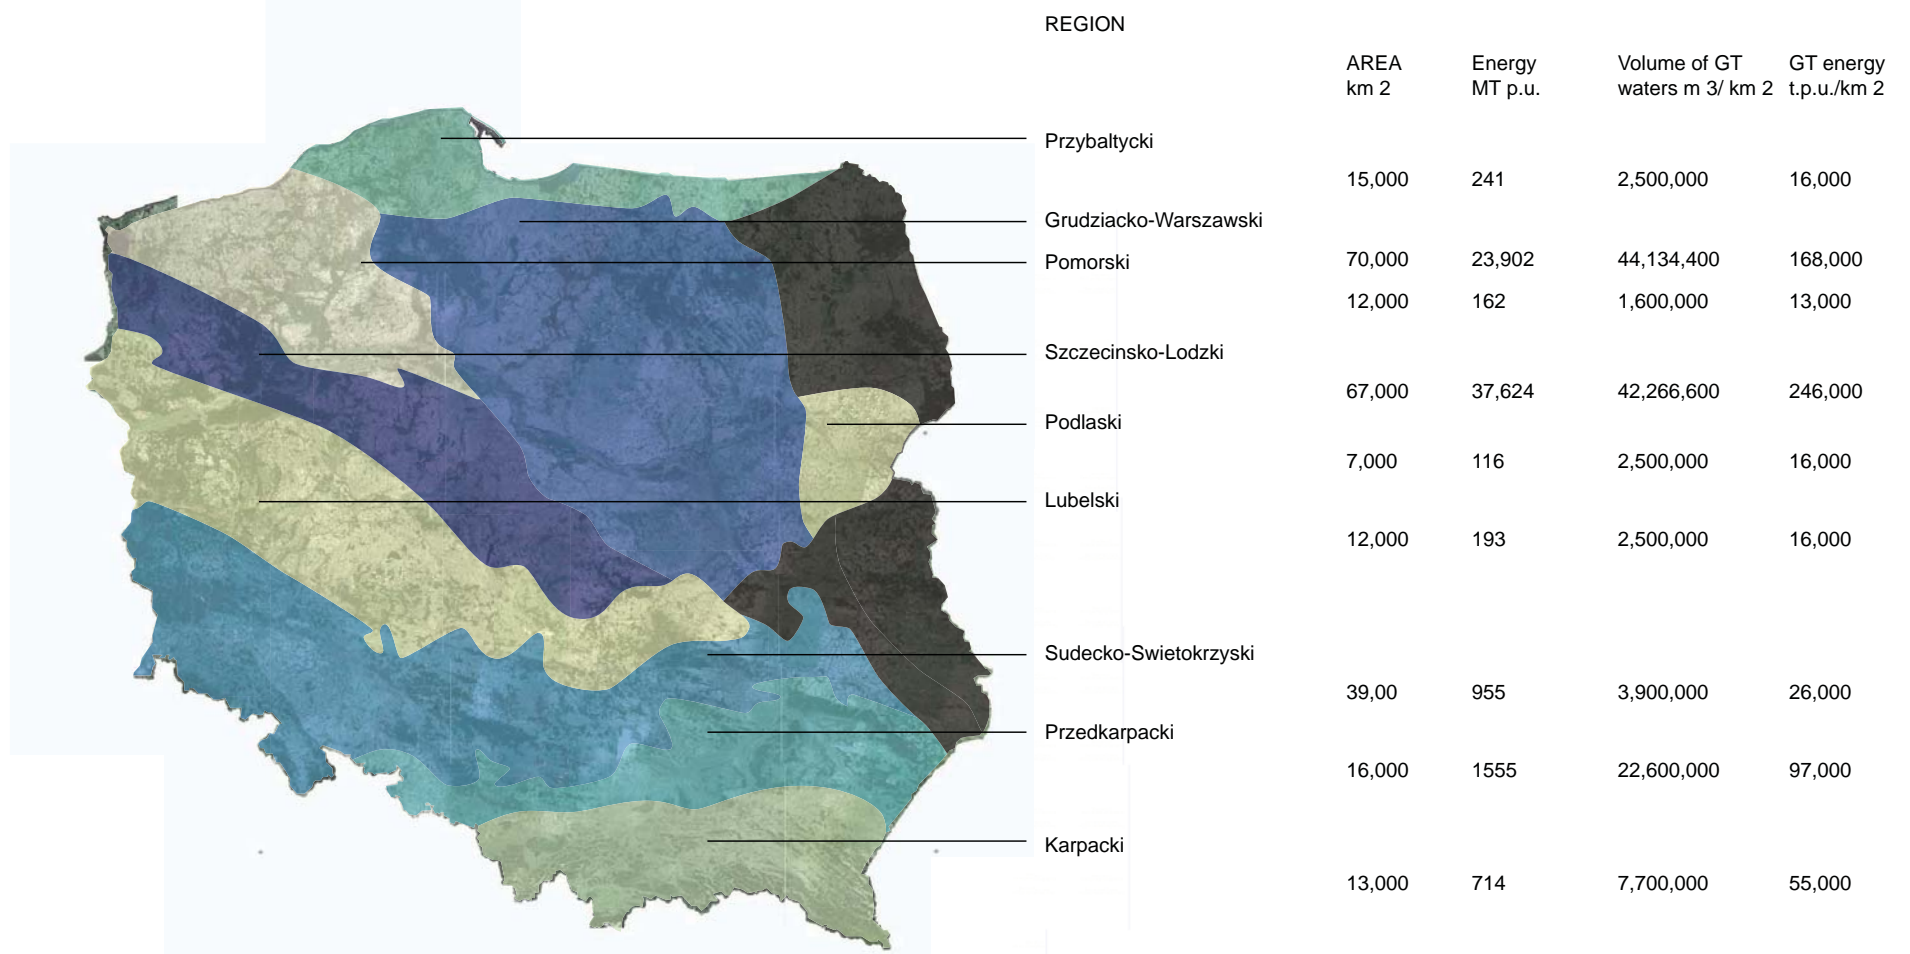 REGION
AREA Energy Volume of GT GT energy
km 2 MT p.u. waters m 3/ km 2 t.p.u./km 2
Przybaltycki
15,000 241 2,500,000 16,000
Grudziacko-Warszawski
Pomorski 70,000 23,902 44,134,400 168,000
12,000 162 1,600,000 13,000
Szczecinsko-Lodzki
67,000 37,624 42,266,600 246,000
Podlaski
7,000 116 2,500,000 16,000
Lubelski
12,000 193 2,500,000 16,000
Sudecko-Swietokrzyski
39,00 955 3,900,000 26,000
Przedkarpacki
16,000 1555 22,600,000 97,000
Karpacki
13,000 714 7,700,000 55,000